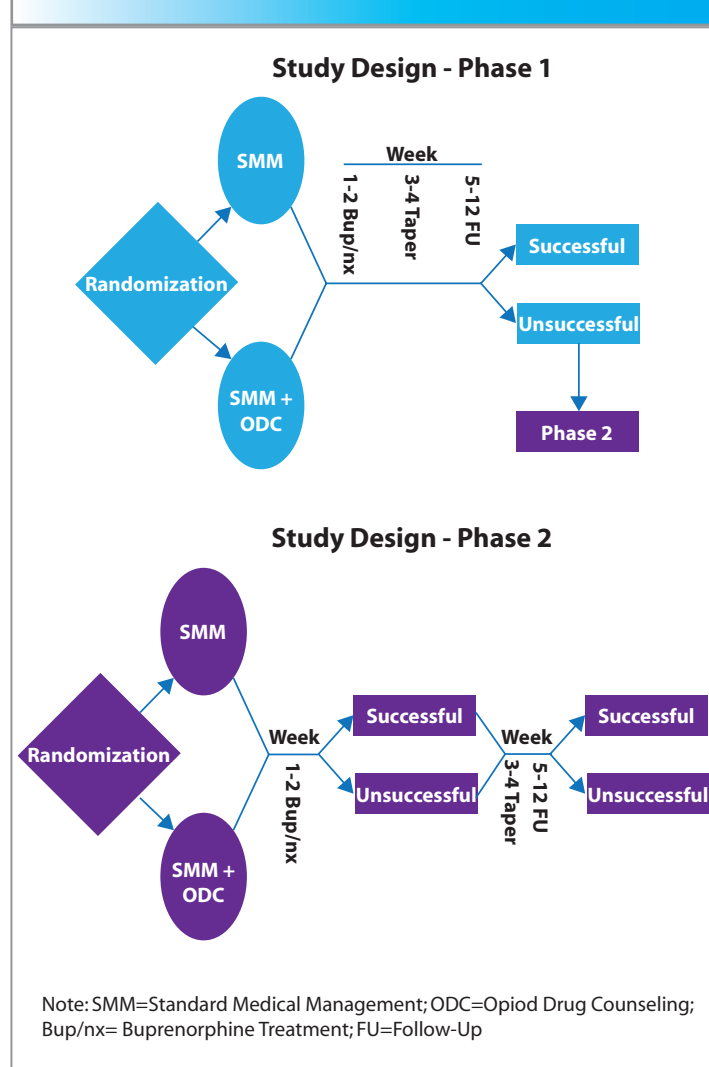 Study Design - Phase 1
SMM
Week
1-2 Bup/nx
3-4 Taper
5-12 FU
Randomization
Successful
Unsuccessful
SMM +
ODC
Phase 2
Study Design - Phase 2
SMM
Randomization
Week
1-2 Bup/nx
Successful
Unsuccessful
Week
3-4 Taper
5-12 FU
Successful
Unsuccessful
SMM +
ODC
Note: SMM=Standard Medical Management; ODC=Opiod Drug Counseling;
Bup/nx= Buprenorphine Treatment; FU=Follow-Up